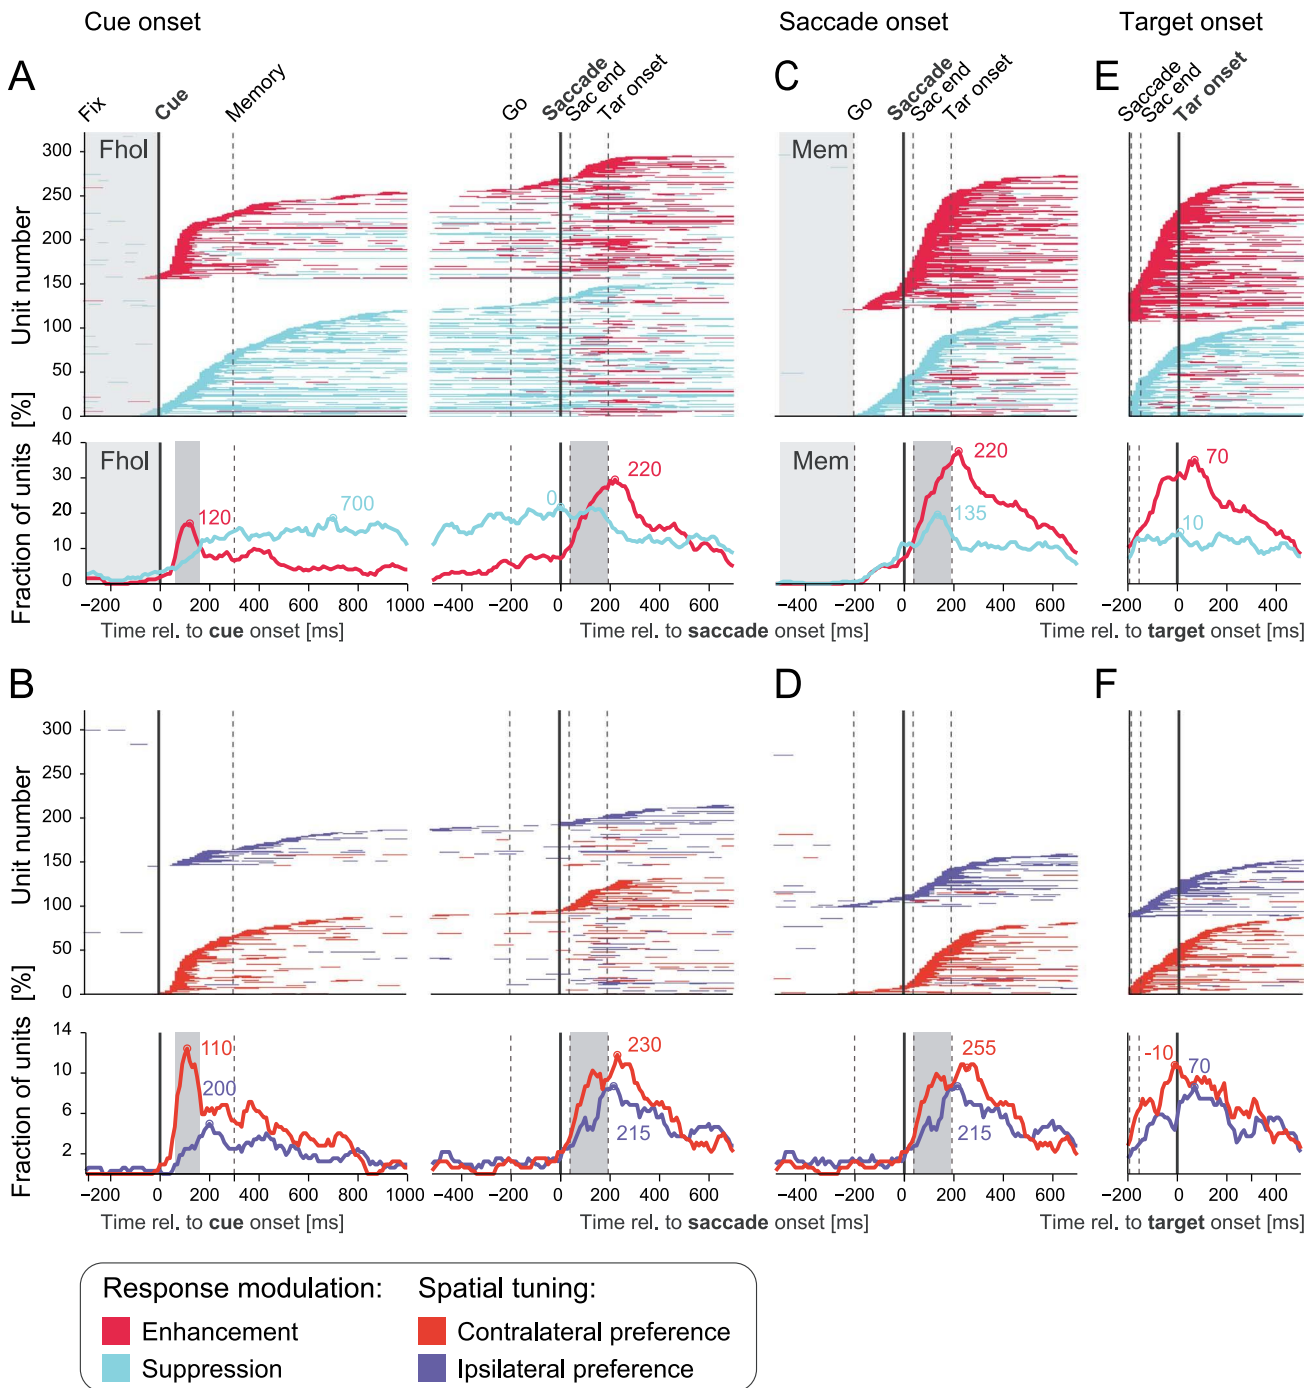 Cue onset
Saccade onset
Target onset
A
Fix
Cue
Memory
Go
Saccade
Sac end
Tar onset
C
Go
Saccade
Sac end
Tar onset
E
Saccade
Sac end
Tar onset
Unit number
300
250
200
150
100
50
0
Fhol
Mem
Fraction of units [%]
40
30
20
10
0
Fhol
120
700
0
220
Mem
220
135
70
10
-200 0 200 400 600 800 1000
-200 0 200 400 600
-400 -200 0 200 400 600
-200 0 200 400
Time rel. to cue onset [ms]
Time rel. to saccade onset [ms]
Time rel. to target onset [ms]
B
D
F
Unit number
300
250
200
150
100
50
0
Fraction of units [%]
14
10
6
2
110
200
230
215
255
215
-10
70
-200 0 200 400 600 800 1000
-200 0 200 400 600
-400 -200 0 200 400 600
-200 0 200 400
Time rel. to cue onset [ms]
Time rel. to saccade onset [ms]
Time rel. to target onset [ms]
Response modulation:
Enhancement
Suppression
Spatial tuning:
Contralateral preference
Ipsilateral preference